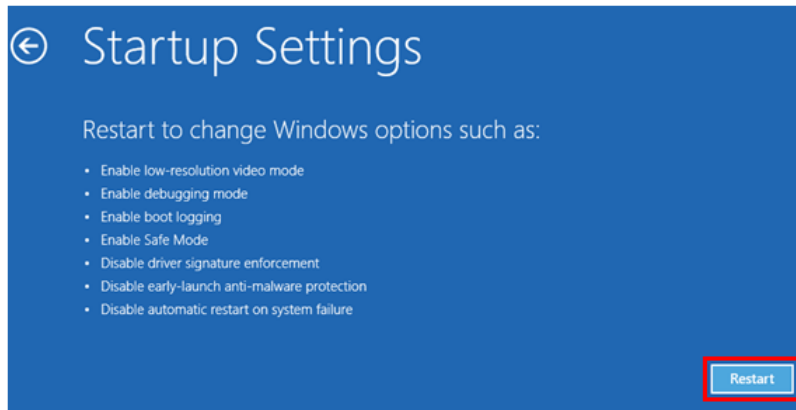 Startup Settings
Restart to change Windows options such as:
• Enable low-resolution video mode
• Enable debugging mode
• Enable boot logging
• Enable Safe Mode
• Disable driver signature enforcement
• Disable early-launch anti-malware protection
• Disable automatic restart on system failure
Restart